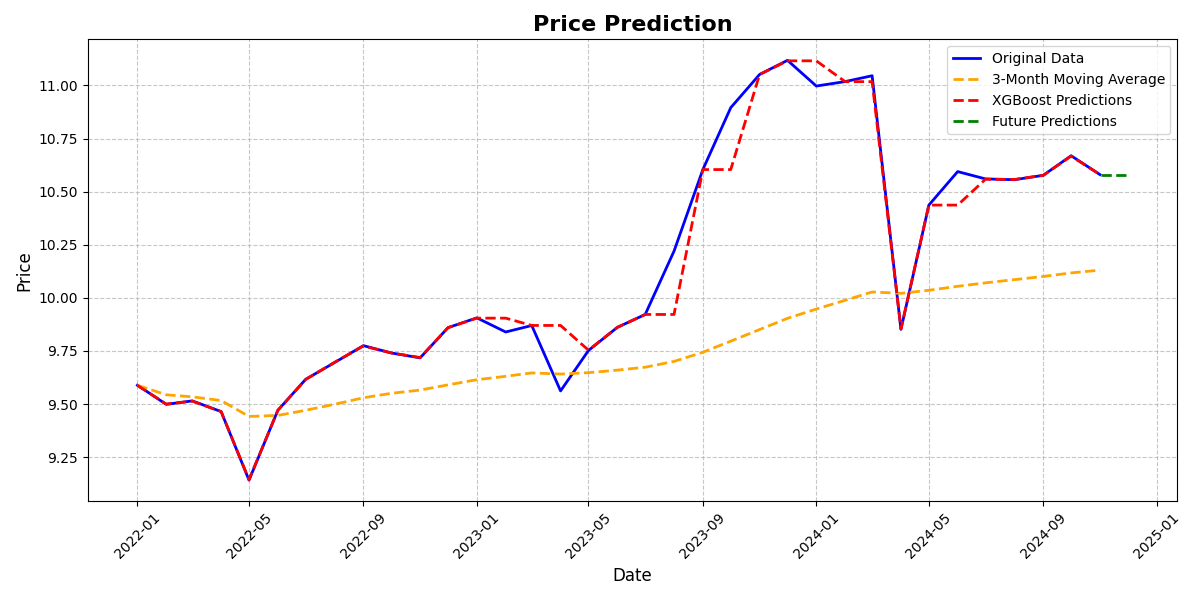 Price Prediction
Original Data
3-Month Moving Average
XGBoost Predictions
Future Predictions
Price
11.00
10.75
10.50
10.25
10.00
9.75
9.50
9.25
2022-01
2022-05
2022-09
2023-01
2023-05
2023-09
2024-01
2024-05
2024-09
2025-01
Date